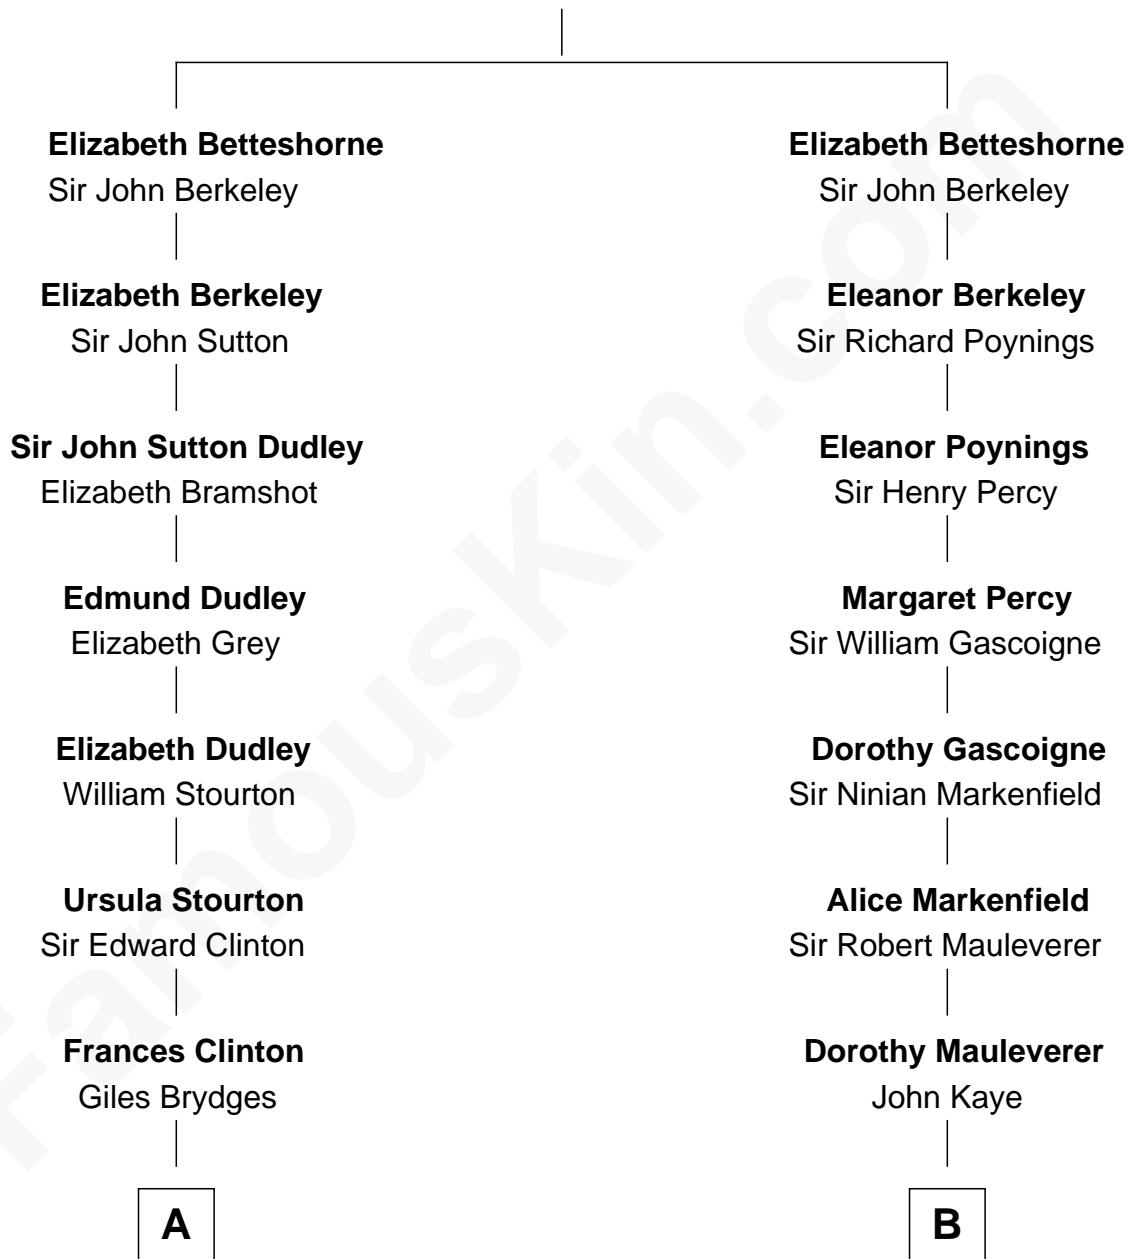 Elizabeth Betteshorne
Sir John Berkeley
Elizabeth Berkeley
Sir John Sutton
Sir John Sutton Dudley
Elizabeth Bramshot
Edmund Dudley
Elizabeth Grey
Elizabeth Dudley
William Stourton
Ursula Stourton
Sir Edward Clinton
Frances Clinton
Giles Brydges
A
Elizabeth Betteshorne
Sir John Berkeley
Eleanor Berkeley
Sir Richard Poynings
Eleanor Poynings
Sir Henry Percy
Margaret Percy
Sir William Gascoigne
Dorothy Gascoigne
Sir Ninian Markenfield
Alice Markenfield
Sir Robert Mauleverer
Dorothy Mauleverer
John Kaye
B
FamousKin.com